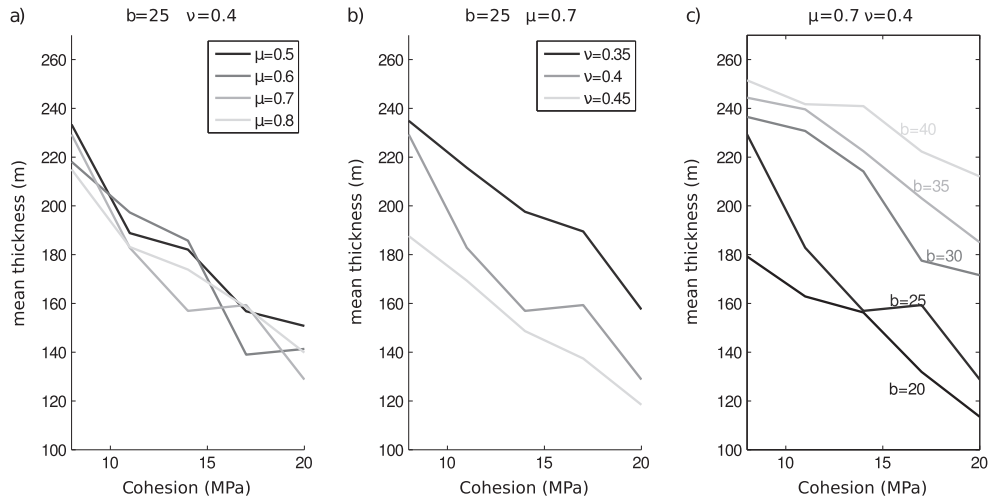 a) b=25 ν=0.4
μ=0.5
μ=0.6
μ=0.7
μ=0.8
260
240
220
200
180
160
140
120
100
mean thickness (m)
10 15 20
Cohesion (MPa)
b) b=25 μ=0.7
ν=0.35
ν=0.4
ν=0.45
260
240
220
200
180
160
140
120
100
mean thickness (m)
10 15 20
Cohesion (MPa)
c) μ=0.7 ν=0.4
b=40
b=35
b=30
b=25
b=20
260
240
220
200
180
160
140
120
100
mean thickness (m)
10 15 20
Cohesion (MPa)